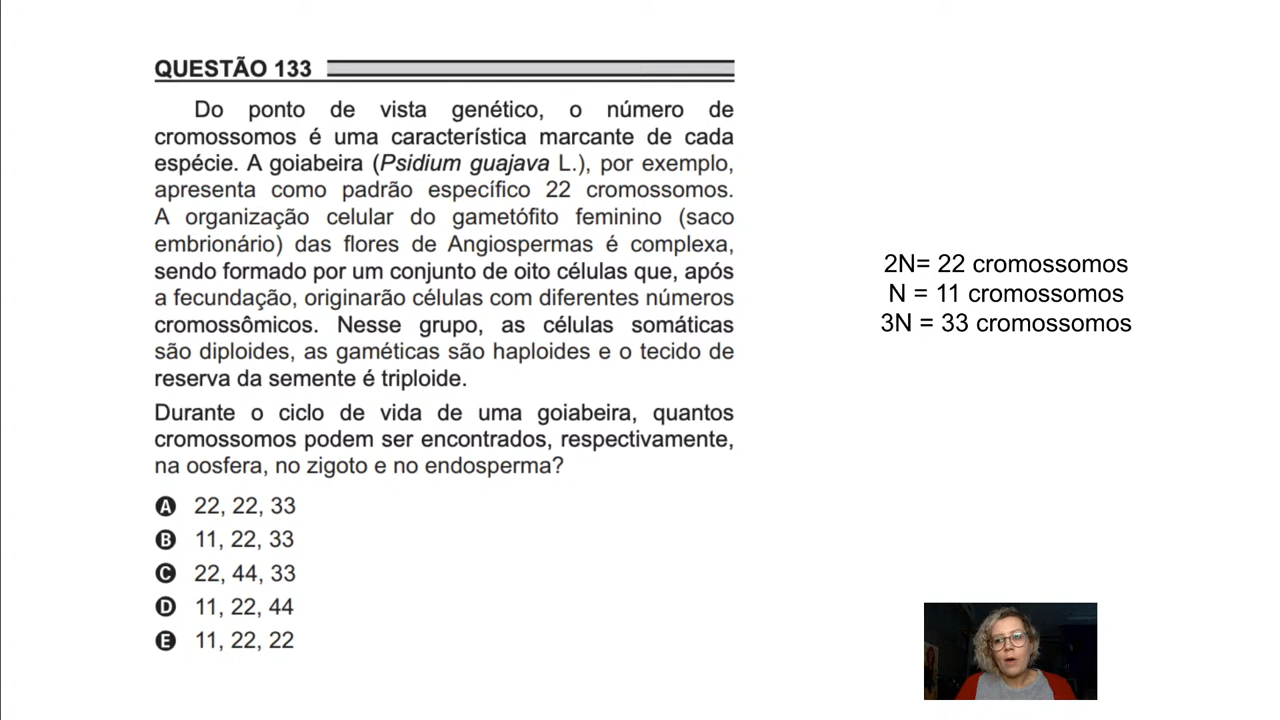 QUESTÃO 133
Do ponto de vista genético, o número de
cromossomos é uma característica marcante de cada
espécie. A goiabeira (Psidium guajava L.), por exemplo,
apresenta como padrão específico 22 cromossomos.
A organização celular do gametófito feminino (saco
embrionário) das flores de Angiospermas é complexa,
sendo formado por um conjunto de oito células que, após
a fecundação, originarão células com diferentes números
cromossômicos. Nesse grupo, as células somáticas
são diploides, as gaméticas são haploides e o tecido de
reserva da semente é triploide.
Durante o ciclo de vida de uma goiabeira, quantos
cromossomos podem ser encontrados, respectivamente,
na oosfera, no zigoto e no endosperma?
A 22, 22, 33
B 11, 22, 33
C 22, 44, 33
D 11, 22, 44
E 11, 22, 22
2N= 22 cromossomos
N = 11 cromossomos
3N = 33 cromossomos